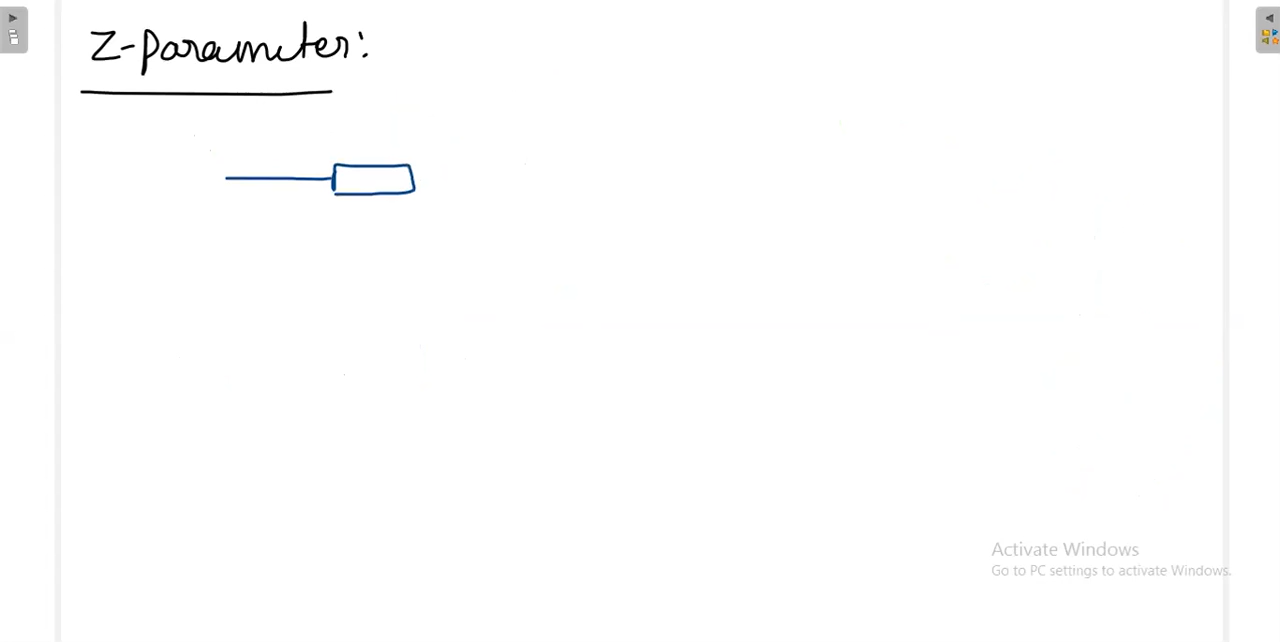 Z-Parameter:
Activate Windows
Go to PC settings to activate Windows.